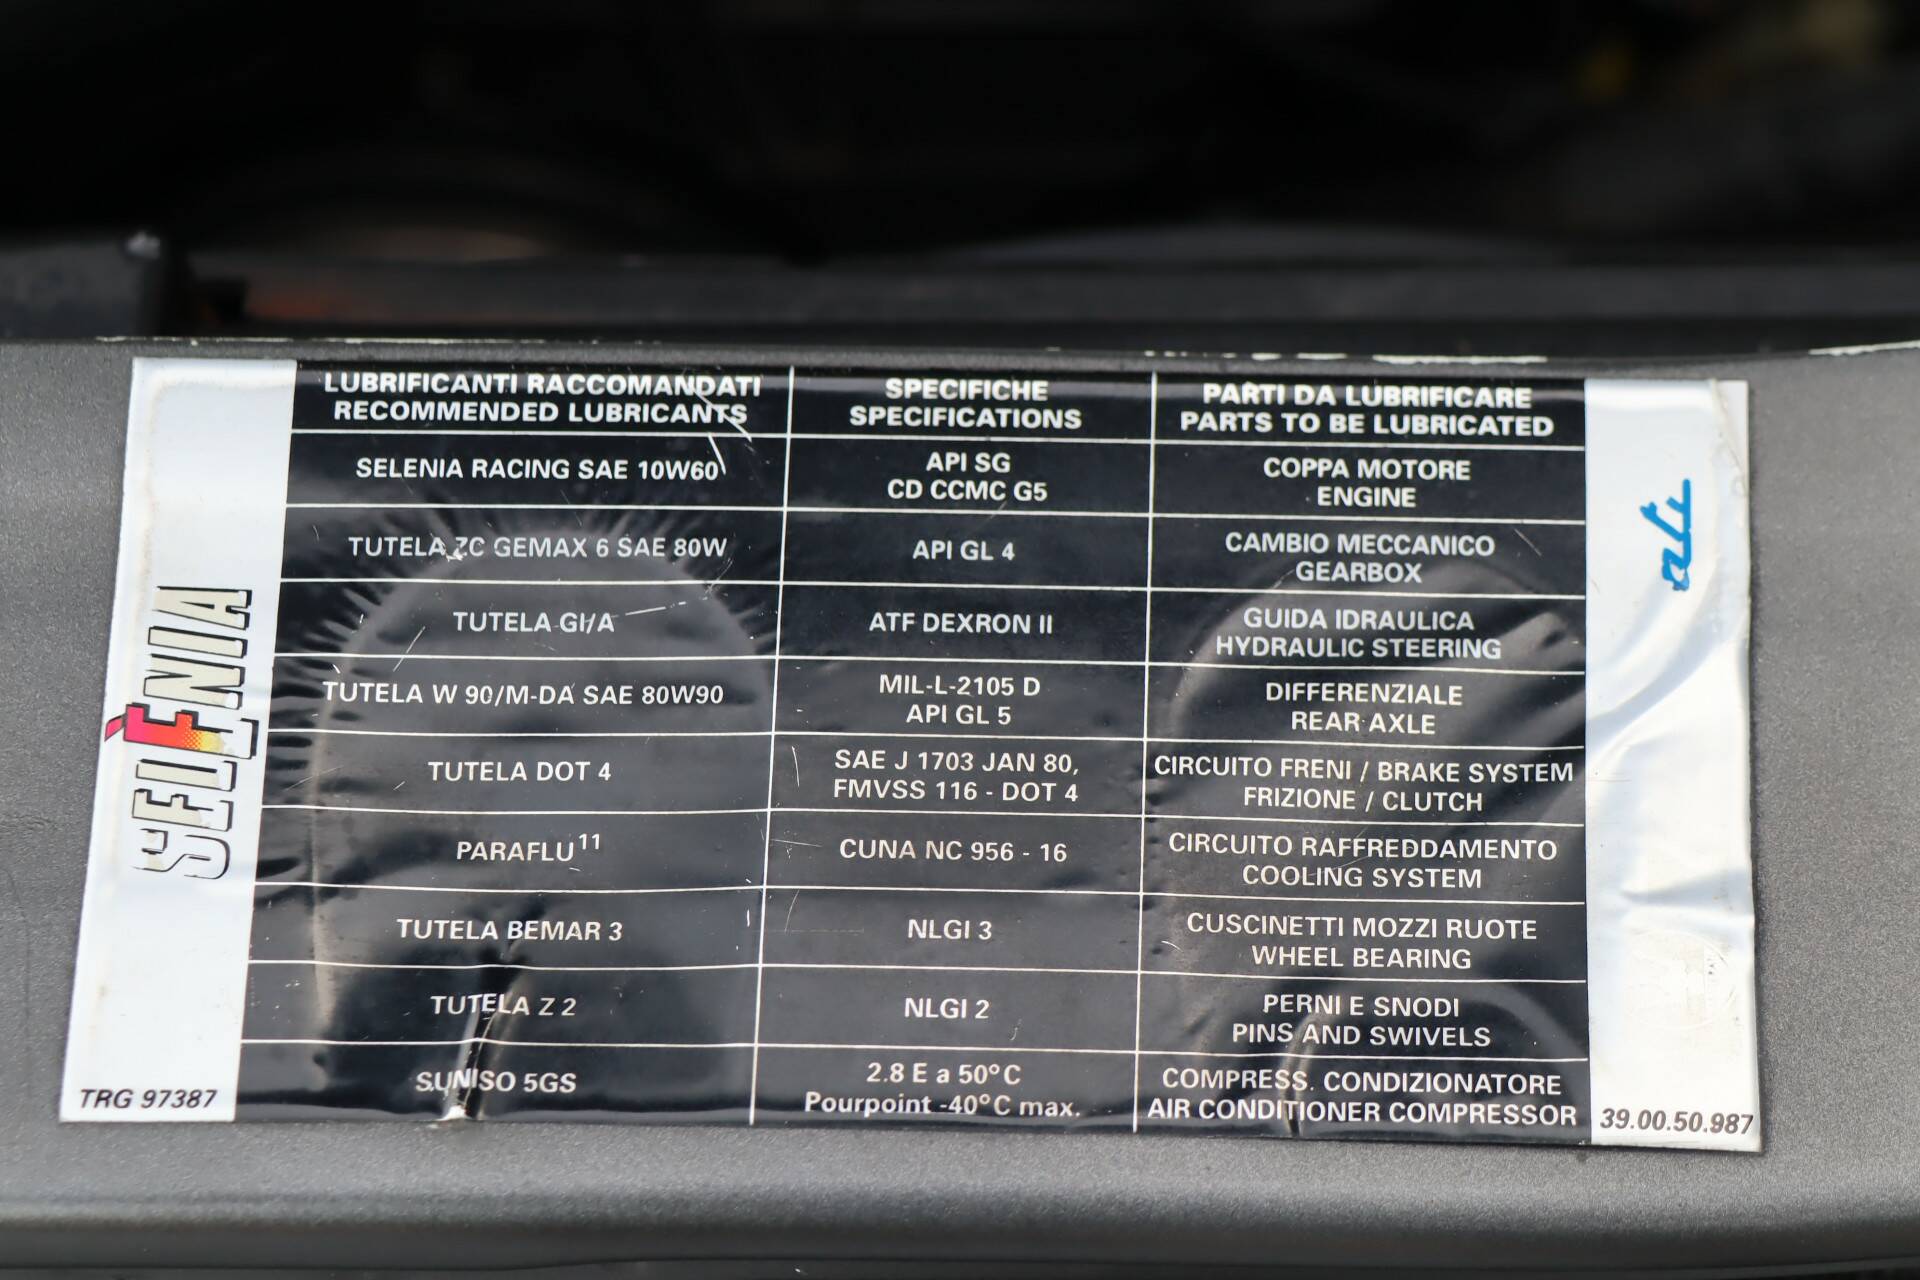 LUBRIFICANTI RACCOMANDATI
RECOMMENDED LUBRICANTS
SPECIFICHE
SPECIFICATIONS
PARTI DA LUBRIFICARE
PARTS TO BE LUBRICATED
SELENIA RACING SAE 10W60
API SG
CD CCMC G5
COPPA MOTORE
ENGINE
TUTELA ZC GEMAX 6 SAE 80W
API GL 4
CAMBIO MECCANICO
GEARBOX
TUTELA GI/A
ATF DEXRON II
GUIDA IDRAULICA
HYDRAULIC STEERING
TUTELA W 90/M-DA SAE 80W90
MIL-L-2105 D
API GL 5
DIFFERENZIALE
REAR AXLE
TUTELA DOT 4
SAE J 1703 JAN 80,
FMVSS 116 - DOT 4
CIRCUITO FRENI / BRAKE SYSTEM
FRIZIONE / CLUTCH
PARAFLU¹¹
CUNA NC 956 - 16
CIRCUITO RAFFREDDAMENTO
COOLING SYSTEM
TUTELA BEMAR 3
NLGI 3
CUSCINETTI MOZZI RUOTE
WHEEL BEARING
TUTELA Z 2
NLGI 2
PERNI E SNODI
PINS AND SWIVELS
SUNISO 5GS
2.8 E a 50°C
Pourpoint -40°C max.
COMPRESS. CONDIZIONATORE
AIR CONDITIONER COMPRESSOR
SELENIA
TRG 97387
39.00.50.987